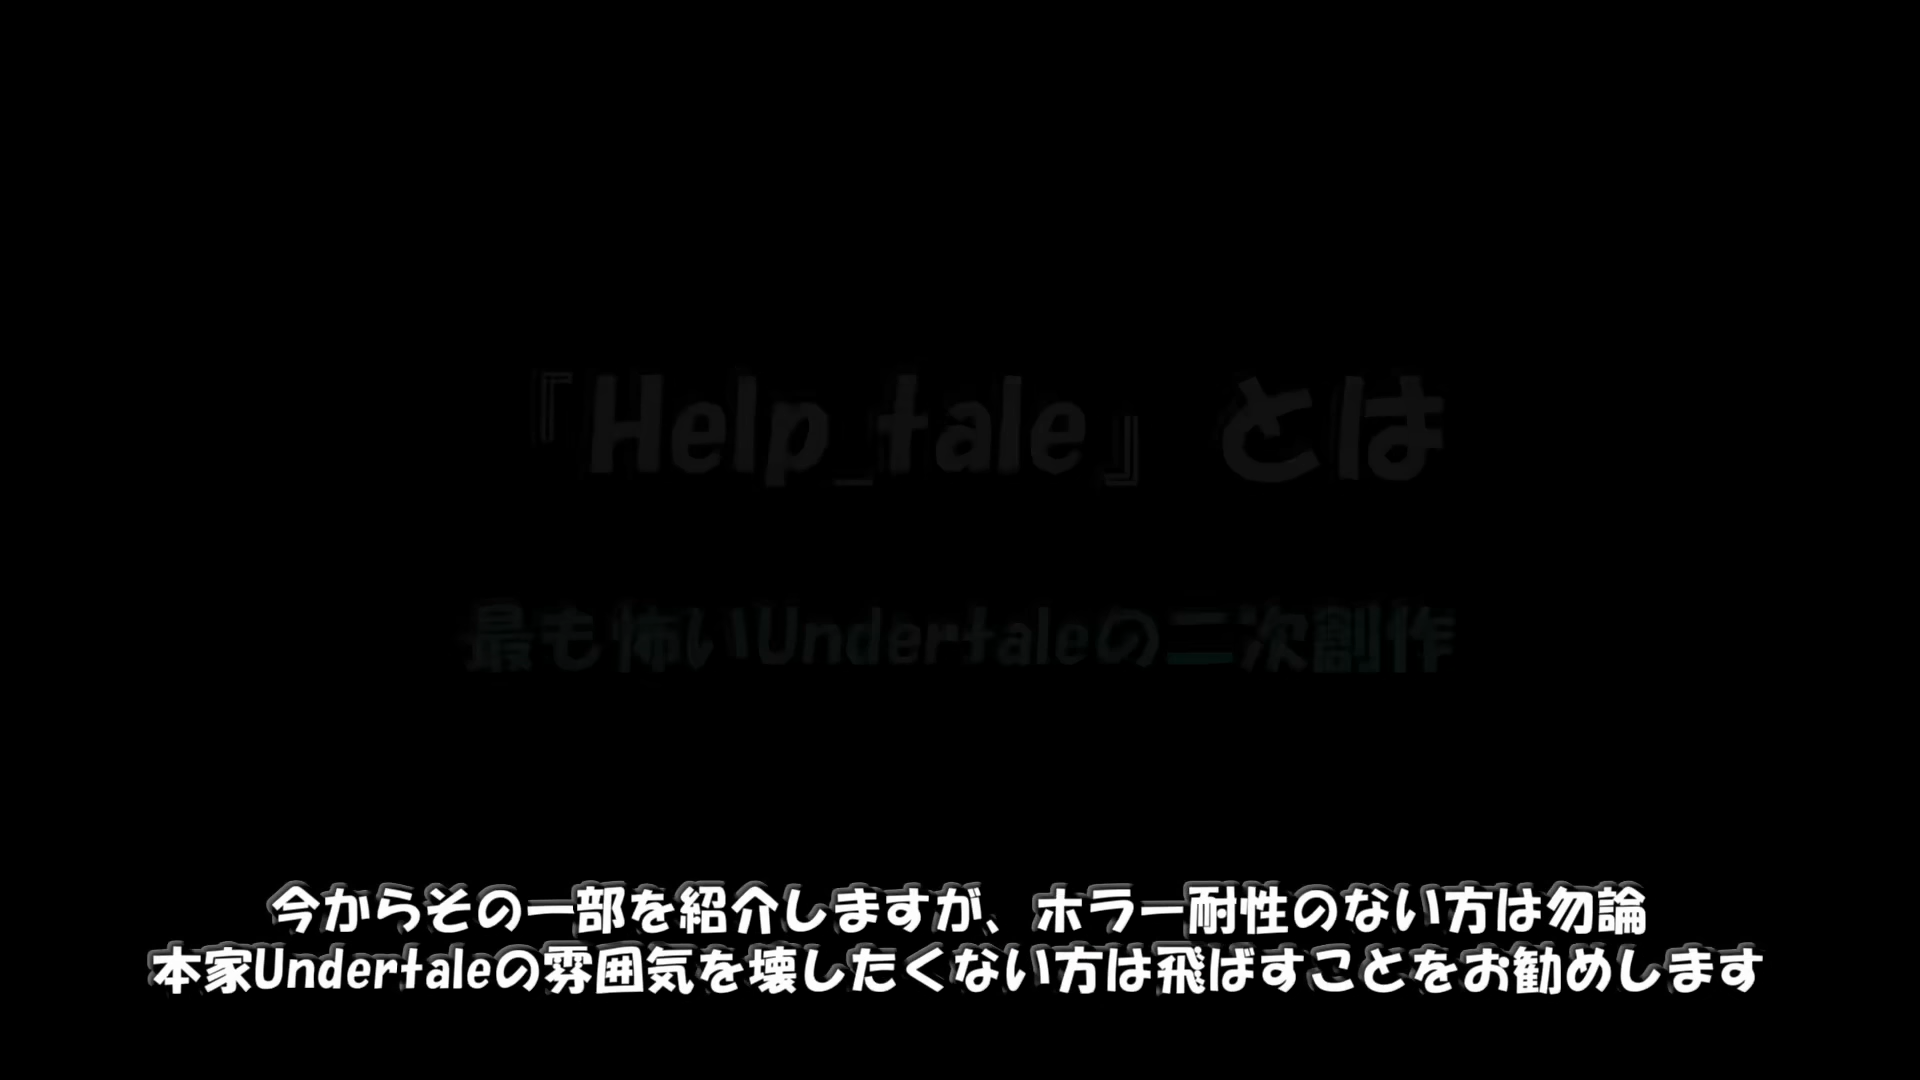 『Help_tale』とは
最も怖いUndertaleの二次創作
今からその一部を紹介しますが、ホラー耐性のない方は勿論
本家Undertaleの雰囲気を壊したくない方は飛ばすことをお勧めします